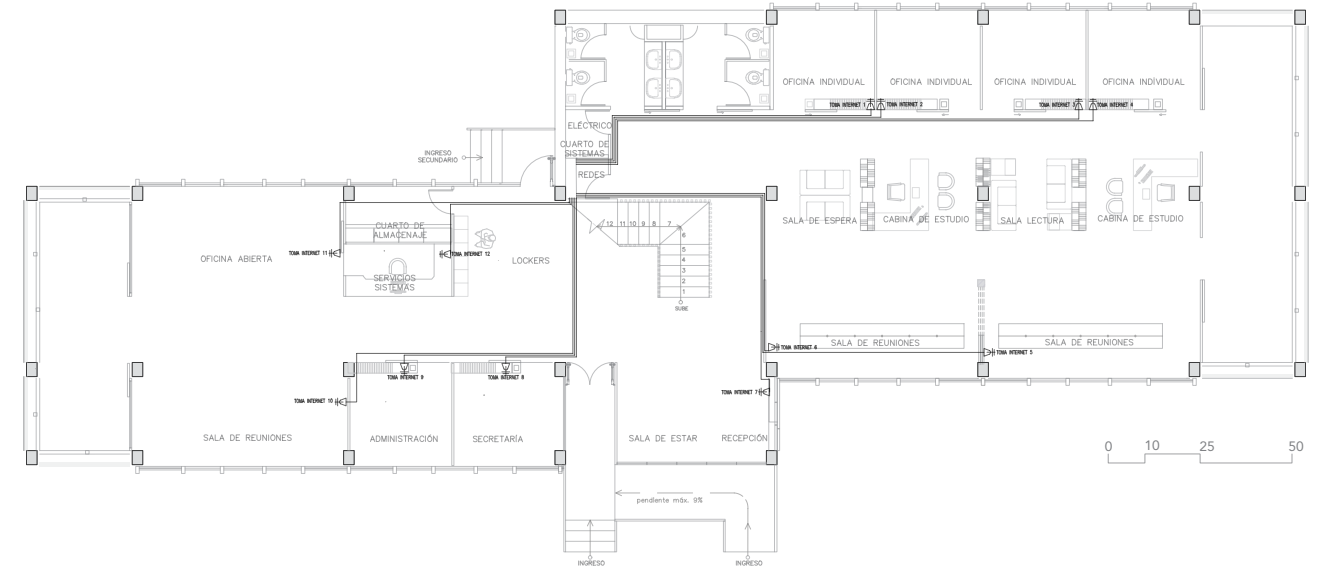 OFICINA INDIVIDUAL
OFICINA INDIVIDUAL
OFICINA INDIVIDUAL
OFICINA INDIVIDUAL
TOMA INTERNET 1
TOMA INTERNET 2
TOMA INTERNET 3
TOMA INTERNET 4
ELÉCTRICO
CUARTO DE
SISTEMAS
REDES
INGRESO
SECUNDARIO
SALA DE ESPERA
CABINA DE ESTUDIO
SALA LECTURA
CABINA DE ESTUDIO
12 11 10 9 8 7
6
5
4
3
2
1
SUBE
CUARTO DE
ALMACENAJE
TOMA INTERNET 11
TOMA INTERNET 12
OFICINA ABIERTA
LOCKERS
SERVICIOS
SISTEMAS
SALA DE REUNIONES
SALA DE REUNIONES
TOMA INTERNET 6
TOMA INTERNET 5
TOMA INTERNET 9
TOMA INTERNET 8
TOMA INTERNET 7
TOMA INTERNET 10
SALA DE REUNIONES
ADMINISTRACIÓN
SECRETARÍA
SALA DE ESTAR
RECEPCIÓN
0 10 25 50
pendiente máx. 9%
INGRESO
INGRESO